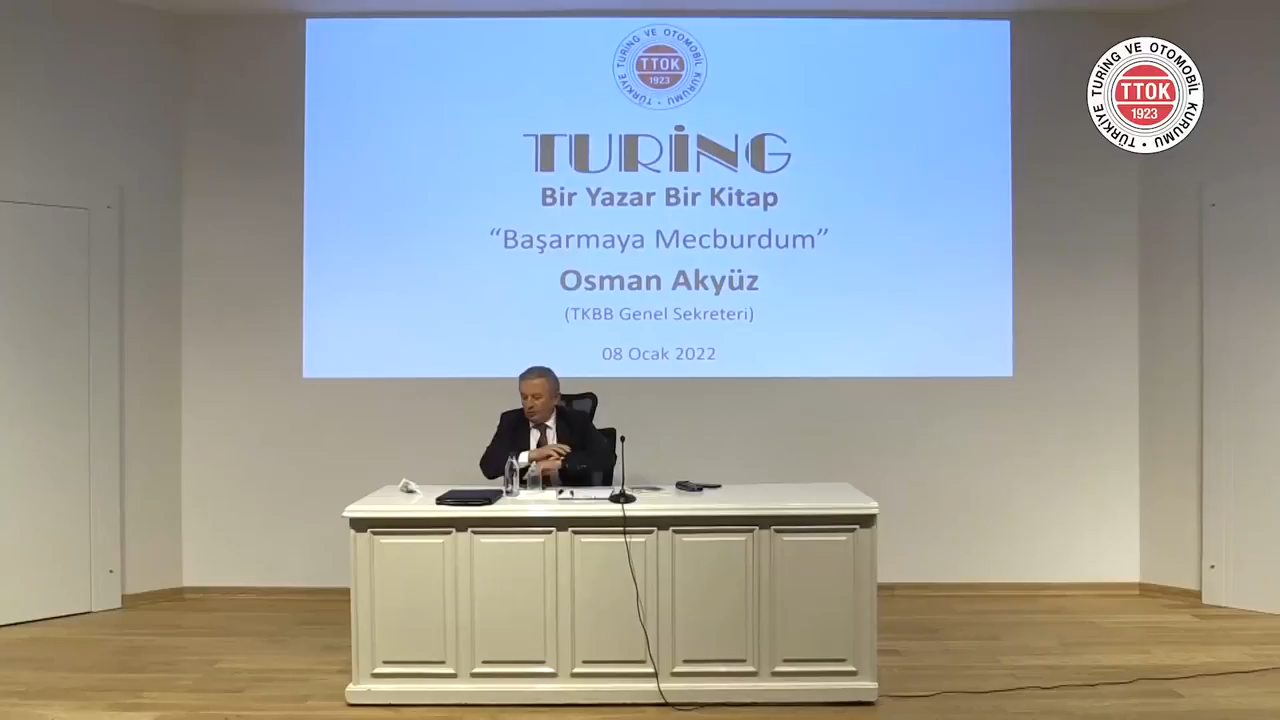 TÜRKİYE TURİNG VE OTOMOBİL KURUMU
TTOK
1923
TURİNG
Bir Yazar Bir Kitap
“Başarmaya Mecburdum”
Osman Akyüz
(TKBB Genel Sekreteri)
08 Ocak 2022
TÜRKİYE TURİNG VE OTOMOBİL KURUMU
TTOK
1923